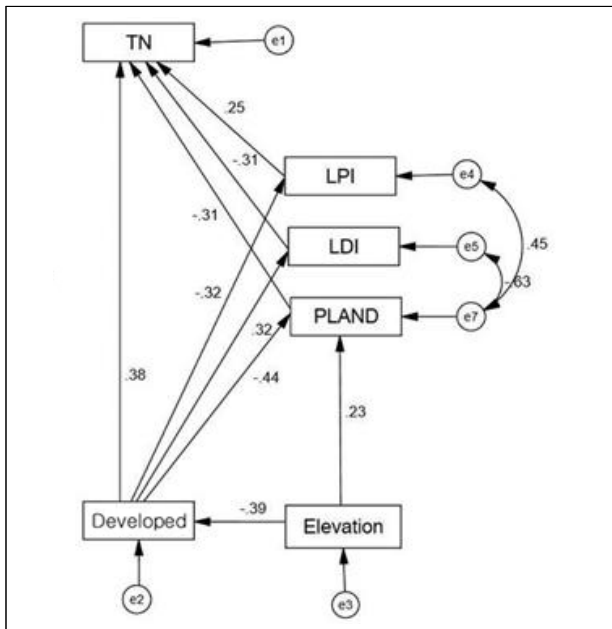 TN
e1
.25
-.31
LPI
e4
-.31
.45
LDI
e5
-.63
-.32
PLAND
e7
.32
.38
-.44
.23
Developed
-.39
Elevation
e2
e3